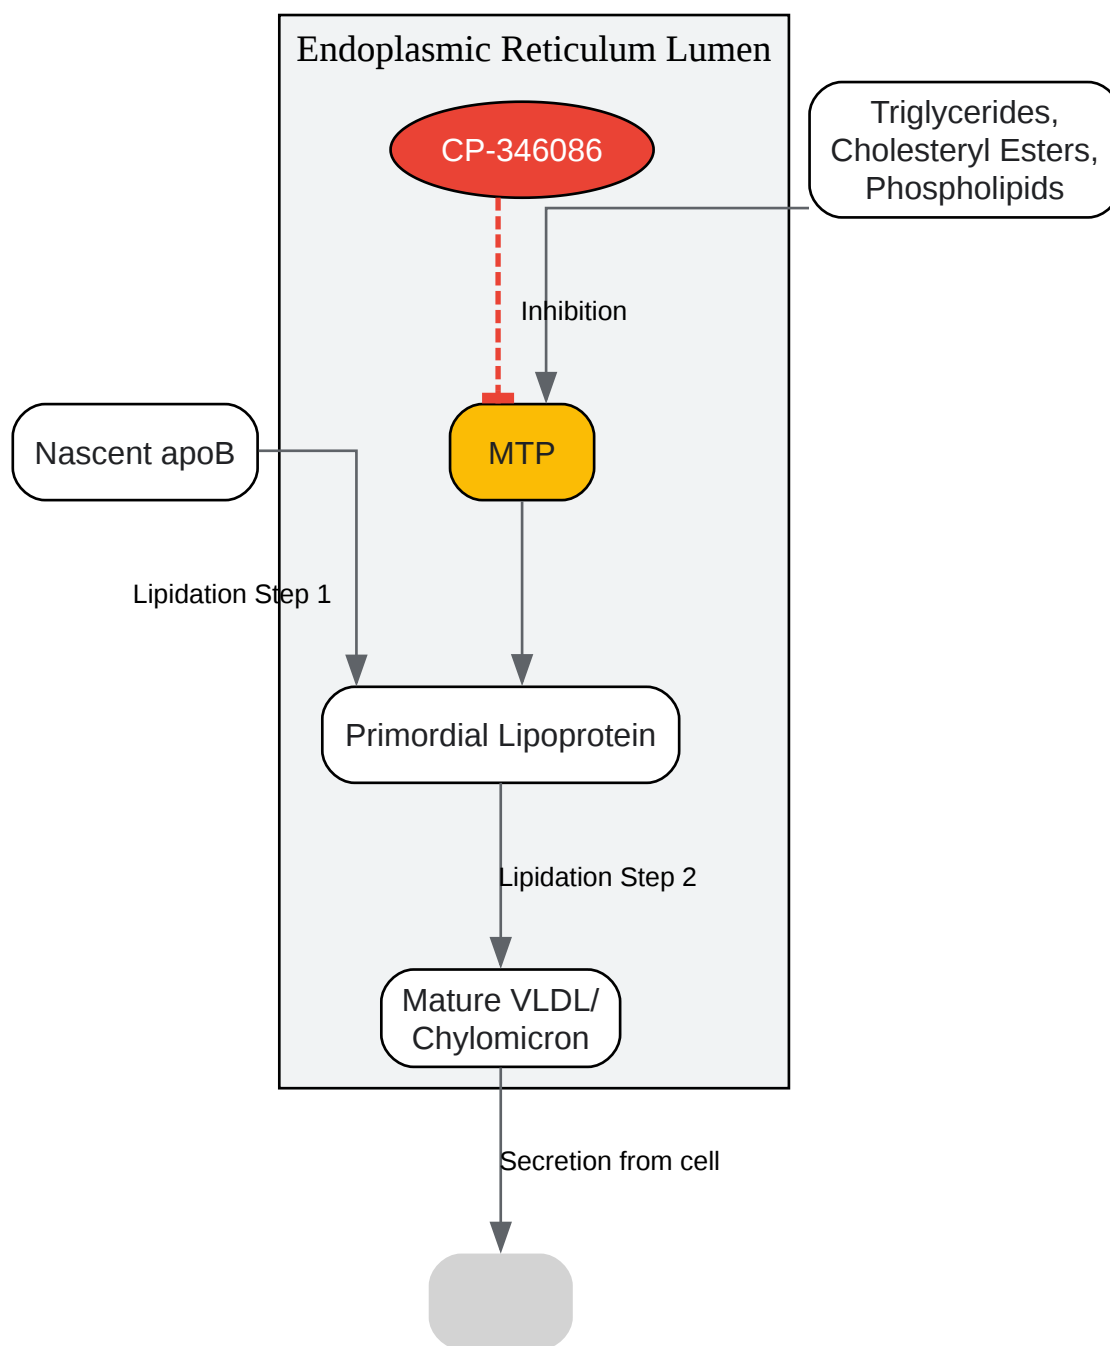 Endoplasmic Reticulum Lumen
CP-346086
Triglycerides,
Cholesteryl Esters,
Phospholipids
Inhibition
Nascent apoB
MTP
Lipidation Step 1
Primordial Lipoprotein
Lipidation Step 2
Mature VLDL/
Chylomicron
Secretion from cell